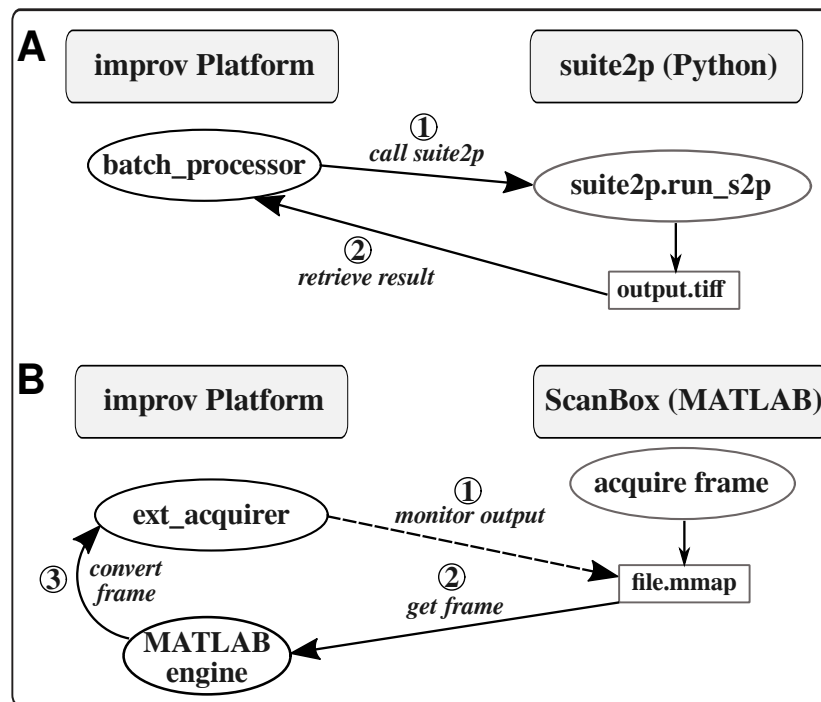 A
improv Platform
suite2p (Python)
①
call suite2p
batch_processor
suite2p.run_s2p
②
retrieve result
output.tiff
B
improv Platform
ScanBox (MATLAB)
acquire frame
①
monitor output
ext_acquirer
③
convert
frame
②
get frame
file.mmap
MATLAB
engine